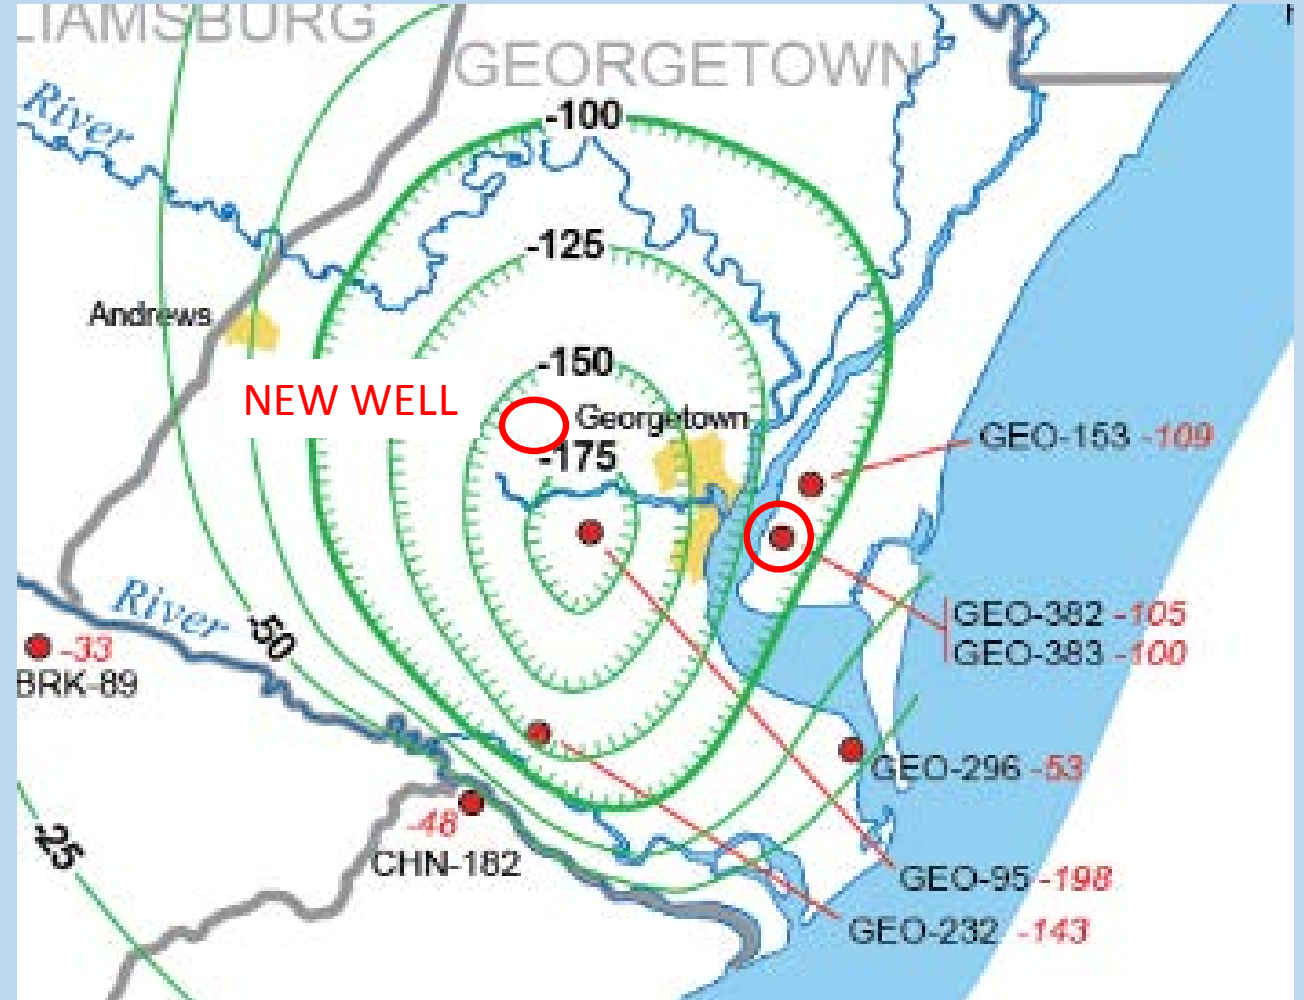 LIAMSBURG
GEORGETOWN
River
-100
-125
Andrews
-150
NEW WELL
Georgetown
-175
GEO-153 -109
River
50
GEO-382 -105
GEO-383 -100
-33
BRK-89
GEO-296 -53
-48
CHN-182
25
GEO-95 -198
GEO-232 -143